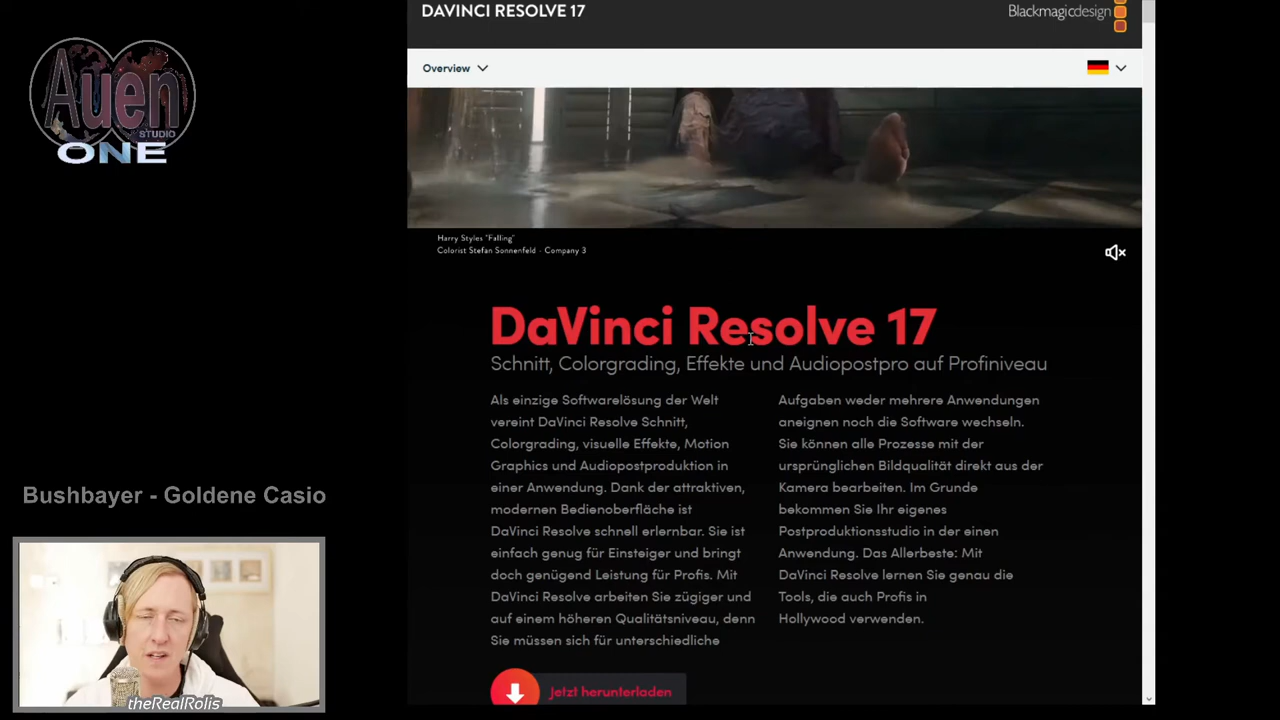 DAVINCI RESOLVE 17
Blackmagicdesign
Overview
Auen
STUDIO
ONE
Harry Styles "Falling"
Colorist Stefan Sonnenfeld - Company 3
DaVinci Resolve 17
Schnitt, Colorgrading, Effekte und Audiopostpro auf Profiniveau
Als einzige Softwarelösung der Welt
vereint DaVinci Resolve Schnitt,
Colorgrading, visuelle Effekte, Motion
Graphics und Audiopostproduktion in
einer Anwendung. Dank der attraktiven,
modernen Bedienoberfläche ist
DaVinci Resolve schnell erlernbar. Sie ist
einfach genug für Einsteiger und bringt
doch genügend Leistung für Profis. Mit
DaVinci Resolve arbeiten Sie zügiger und
auf einem höheren Qualitätsniveau, denn
Sie müssen sich für unterschiedliche
Aufgaben weder mehrere Anwendungen
aneignen noch die Software wechseln.
Sie können alle Prozesse mit der
ursprünglichen Bildqualität direkt aus der
Kamera bearbeiten. Im Grunde
bekommen Sie Ihr eigenes
Postproduktionsstudio in der einen
Anwendung. Das Allerbeste: Mit
DaVinci Resolve lernen Sie genau die
Tools, die auch Profis in
Hollywood verwenden.
Jetzt herunterladen
Bushbayer - Goldene Casio
theRealRolis